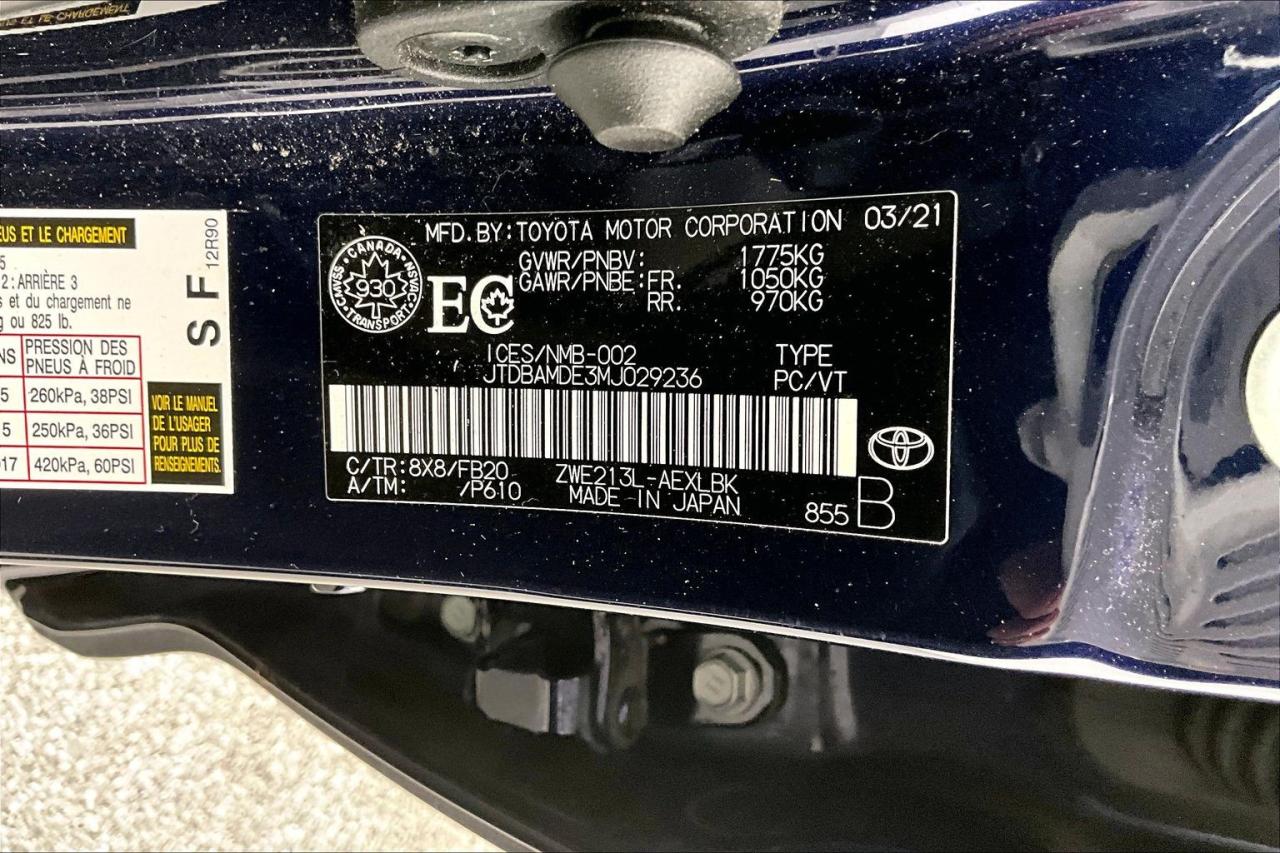 EUS ET LE CHARGEMENT
5
2:ARRIÈRE 3
s et du chargement ne
g ou 825 lb.
NS PRESSION DES PNEUS À FROID
5 260kPa, 38PSI
5 250kPa, 36PSI
017 420kPa, 60PSI
VOIR LE MANUEL
DE L'USAGER
POUR PLUS DE
RENSEIGNEMENTS.
12R90
S F
MFD.BY:TOYOTA MOTOR CORPORATION 03/21
GVWR/PNBV: 1775KG
GAWR/PNBE:FR. 1050KG
RR. 970KG
CANADA
CMVSS NSVAC
930
TRANSPORT
EC
ICES/NMB-002 TYPE
JTDBAMDE3MJ029236 PC/VT
C/TR:8X8/FB20 ZWE213L-AEXLBK
A/TM: /P610 MADE IN JAPAN
855 B